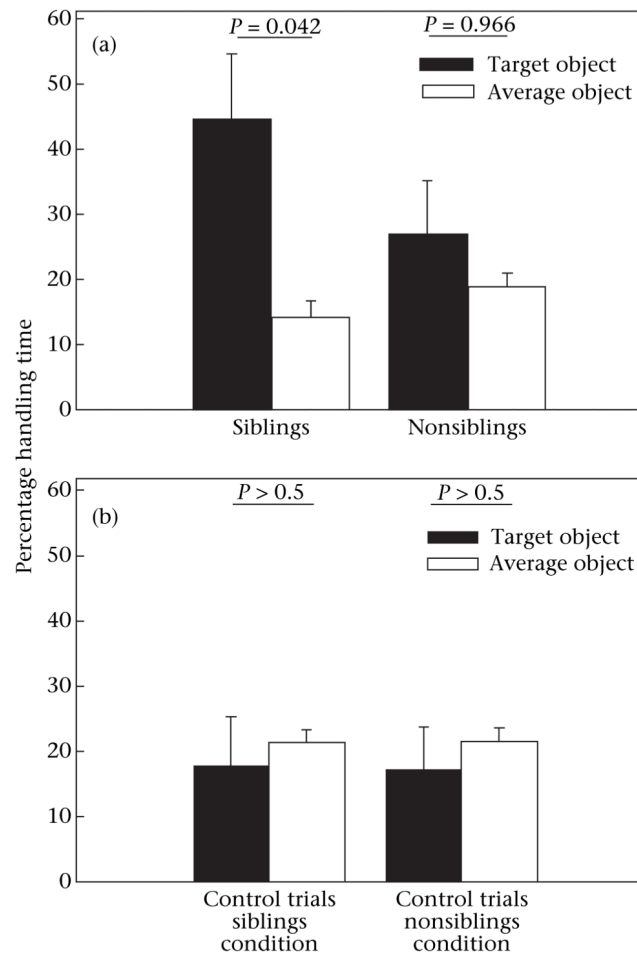 Percentage handling time
(a)
P = 0.042
P = 0.966
Target object
Average object
60
50
40
30
20
10
0
Siblings
Nonsiblings
(b)
P > 0.5
P > 0.5
Target object
Average object
60
50
40
30
20
10
0
Control trials
siblings
condition
Control trials
nonsiblings
condition